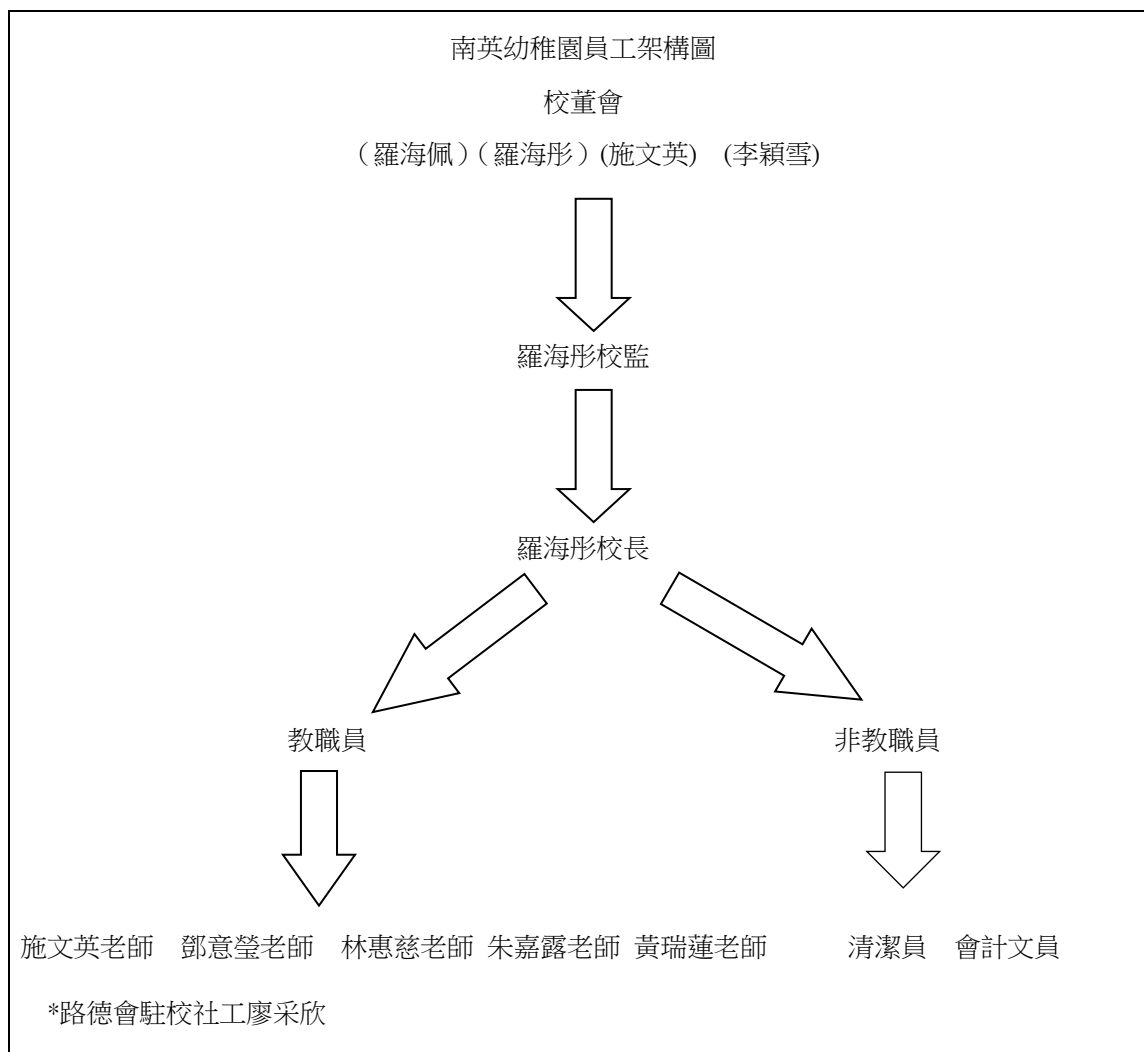 南英幼稚園員工架構圖
校董會
（羅海佩）（羅海彤）(施文英) (李穎雪)
羅海彤校監
羅海彤校長
教職員 非教職員
施文英老師 鄧意瑩老師 林惠慈老師 朱嘉露老師 黃瑞蓮老師 清潔員 會計文員
*路德會駐校社工廖采欣